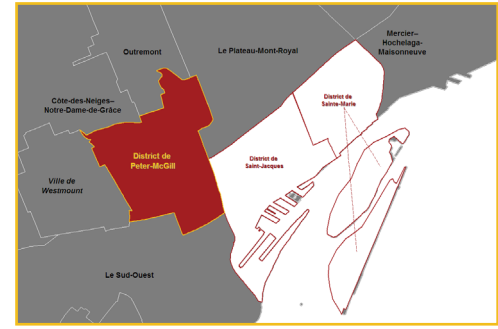 Mercier–
Hochelaga-
Maisonneuve
Outremont
Le Plateau-Mont-Royal
Côte-des-Neiges–
Notre-Dame-de-Grâce
District de
Sainte-Marie
District de
Peter-McGill
District de
Saint-Jacques
Ville de
Westmount
Le Sud-Ouest